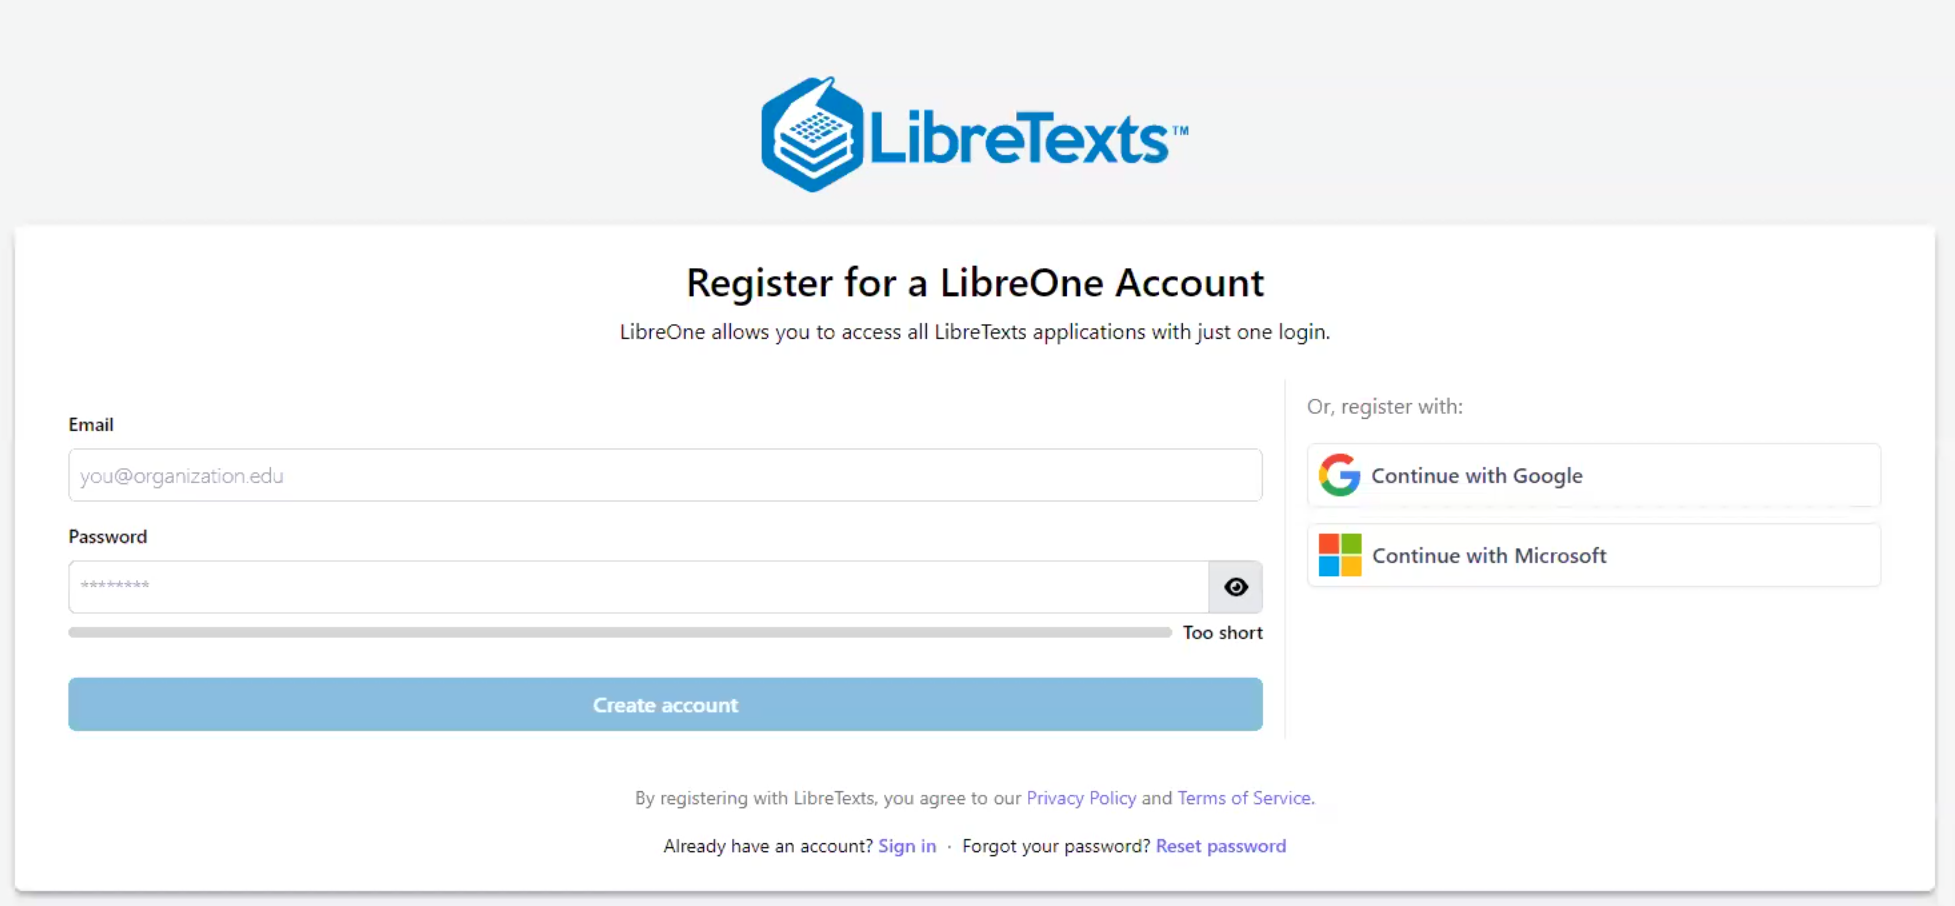 LibreTexts™
Register for a LibreOne Account
LibreOne allows you to access all LibreTexts applications with just one login.
Email
you@organization.edu
Password
********
Too short
Create account
Or, register with:
Continue with Google
Continue with Microsoft
By registering with LibreTexts, you agree to our Privacy Policy and Terms of Service.
Already have an account? Sign in · Forgot your password? Reset password